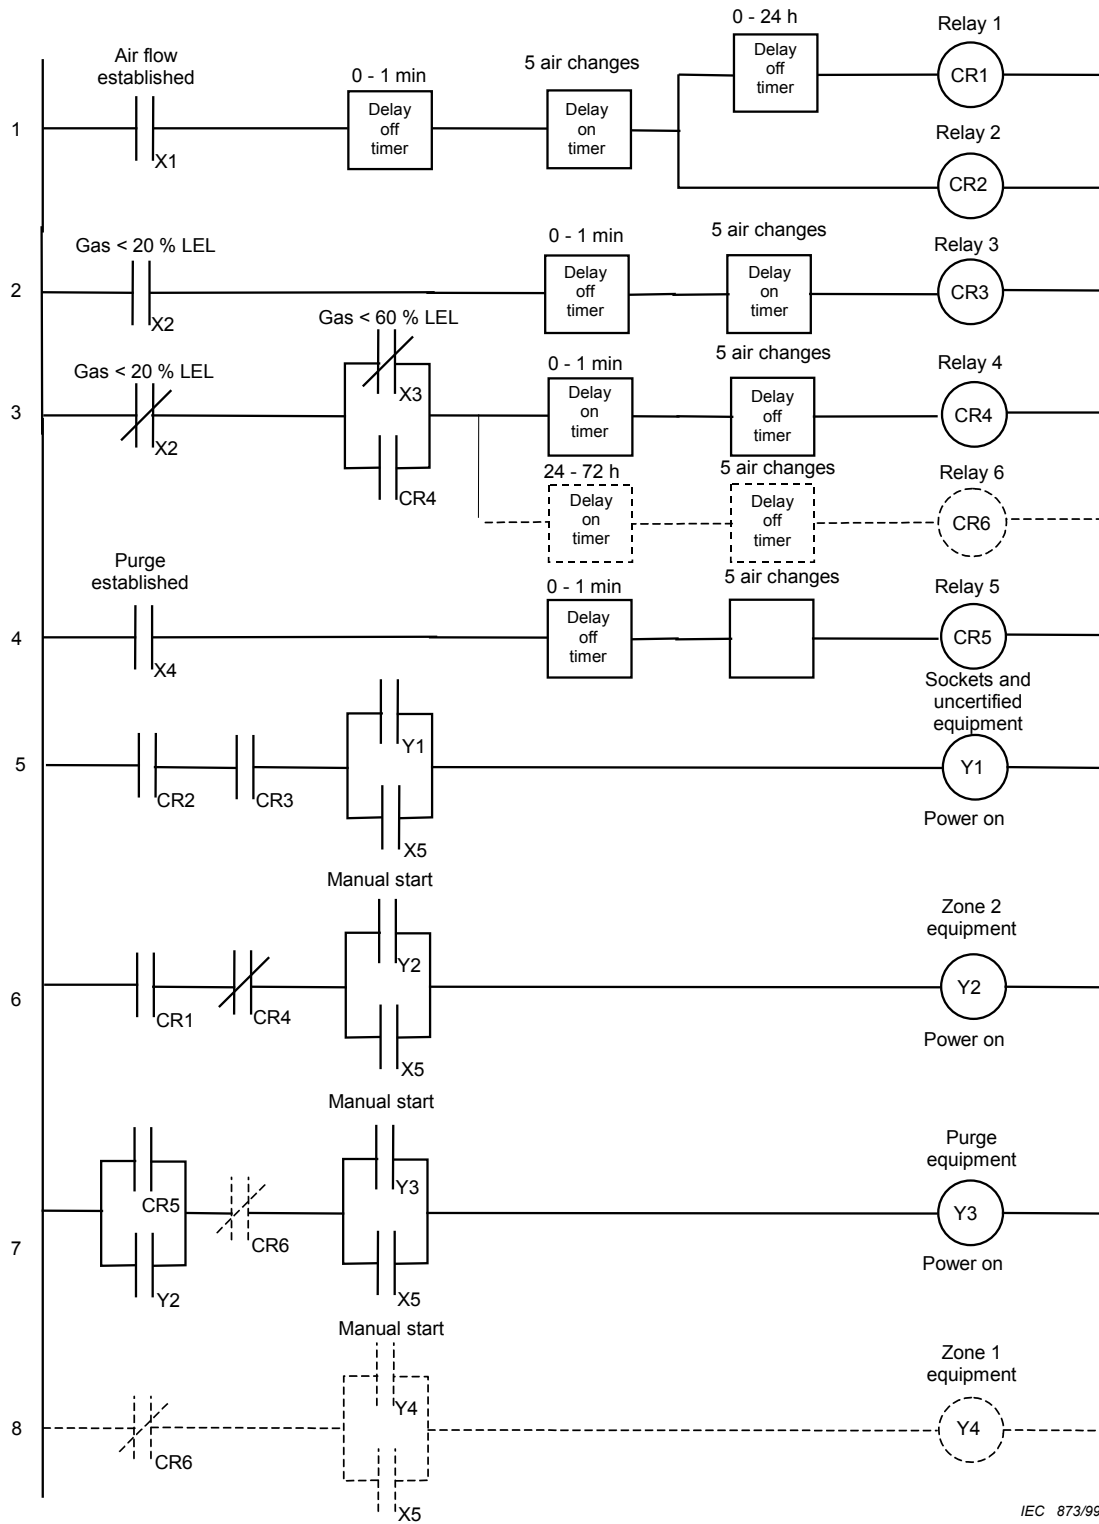 0 - 24 h
Relay 1
Air flow
established
0 - 1 min
5 air changes
Delay
off
timer
CR1
1
X1
Delay
off
timer
Delay
on
timer
Relay 2
CR2
Gas < 20 % LEL
0 - 1 min
5 air changes
Relay 3
2
X2
Delay
off
timer
Delay
on
timer
CR3
Gas < 60 % LEL
Gas < 20 % LEL
0 - 1 min
5 air changes
Relay 4
3
X2
X3
CR4
Delay
on
timer
Delay
off
timer
CR4
24 - 72 h
5 air changes
Relay 6
Delay
on
timer
Delay
off
timer
CR6
Purge
established
0 - 1 min
5 air changes
Relay 5
4
X4
Delay
off
timer
CR5
Sockets and
uncertified
equipment
5
CR2
CR3
Y1
X5
Y1
Power on
Manual start
Zone 2
equipment
6
CR1
CR4
Y2
X5
Y2
Power on
Manual start
Purge
equipment
7
CR5
Y2
CR6
Y3
X5
Y3
Power on
Manual start
Zone 1
equipment
8
CR6
Y4
X5
Y4
IEC 873/99